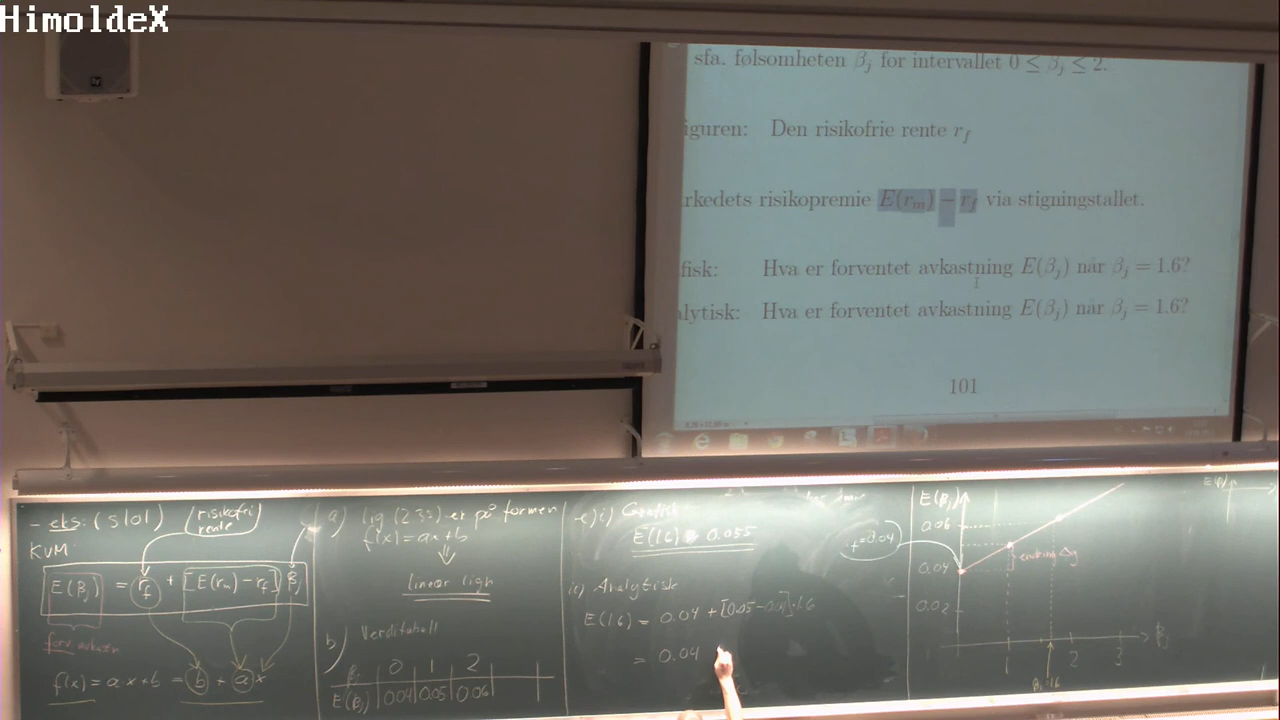 HimoldeX
sfa. følsomheten βj for intervallet 0 ≤ βj ≤ 2.
iguren: Den risikofrie rente rf
rkedets risikopremie E(rm) − rf via stigningstallet.
fisk: Hva er forventet avkastning E(βj) når βj = 1.6?
alytisk: Hva er forventet avkastning E(βj) når βj = 1.6?
101
- eks: (s 101)
risikofri
rente
KVM:
E(βj) = rf + [E(rm) - rf] βj
forv. avkastn
f(x) = ax + b = b + ax
a) lig (2.33) er på formen
f(x) = ax + b
⇓
lineær lign
b) Verditabell
βj 0 1 2
E(βj) 0.04 0.05 0.06
i) Grafisk
E(1.6) = 0.055
ii) Analytisk
E(1.6) = 0.04 + [0.05 - 0.04] · 1.6
= 0.04
rf = 0.04
E(βj)
0.06
0.04
0.02
endring Δy
1 2 3 βj
βj = 1.6